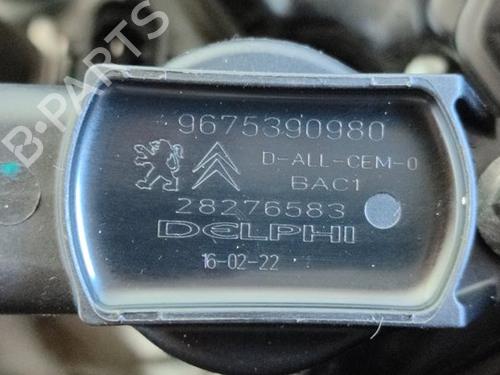 B-PARTS
9675390980
D-ALL-CEM-0
BAC1
28276583
DELPHI
16-02-22